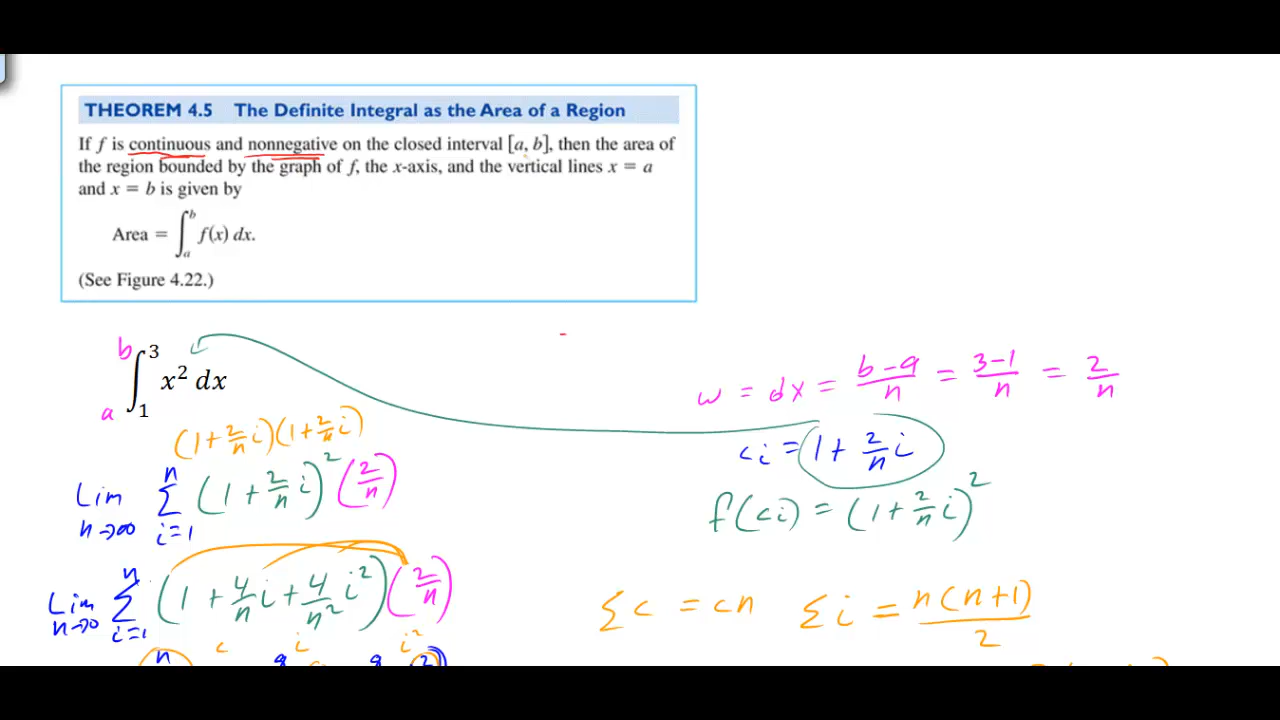 THEOREM 4.5 The Definite Integral as the Area of a Region
If f is continuous and nonnegative on the closed interval [a, b], then the area of
the region bounded by the graph of f, the x-axis, and the vertical lines x = a
and x = b is given by
Area = ∫_a^b f(x) dx.
(See Figure 4.22.)
b
∫_1^3 x² dx
a
w = dx = (b-a)/n = (3-1)/n = 2/n
(1 + 2/n i)(1 + 2/n i)
ci = 1 + 2/n i
Lim n→∞ Σ_{i=1}^n (1 + 2/n i)² (2/n)
f(ci) = (1 + 2/n i)²
Lim n→0 Σ_{i=1}^n (1 + 4/n i + 4/n² i²)(2/n)
Σc = cn Σi = n(n+1)/2
c i i²
n